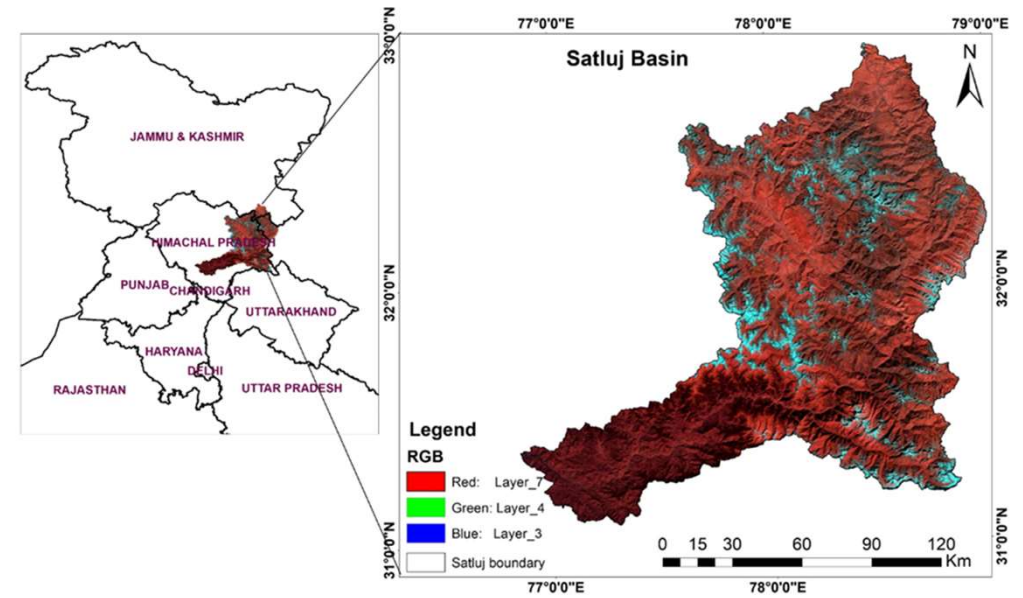 77°0'0"E 78°0'0"E 79°0'0"E
33°0'0"N
Satluj Basin
N
JAMMU & KASHMIR
HIMACHAL PRADESH
PUNJAB
CHANDIGARH
UTTARAKHAND
HARYANA
DELHI
RAJASTHAN
UTTAR PRADESH
32°0'0"N
32°0'0"N
Legend
RGB
Red: Layer_7
Green: Layer_4
Blue: Layer_3
Satluj boundary
0 15 30 60 90 120
Km
31°0'0"N
31°0'0"N
77°0'0"E 78°0'0"E